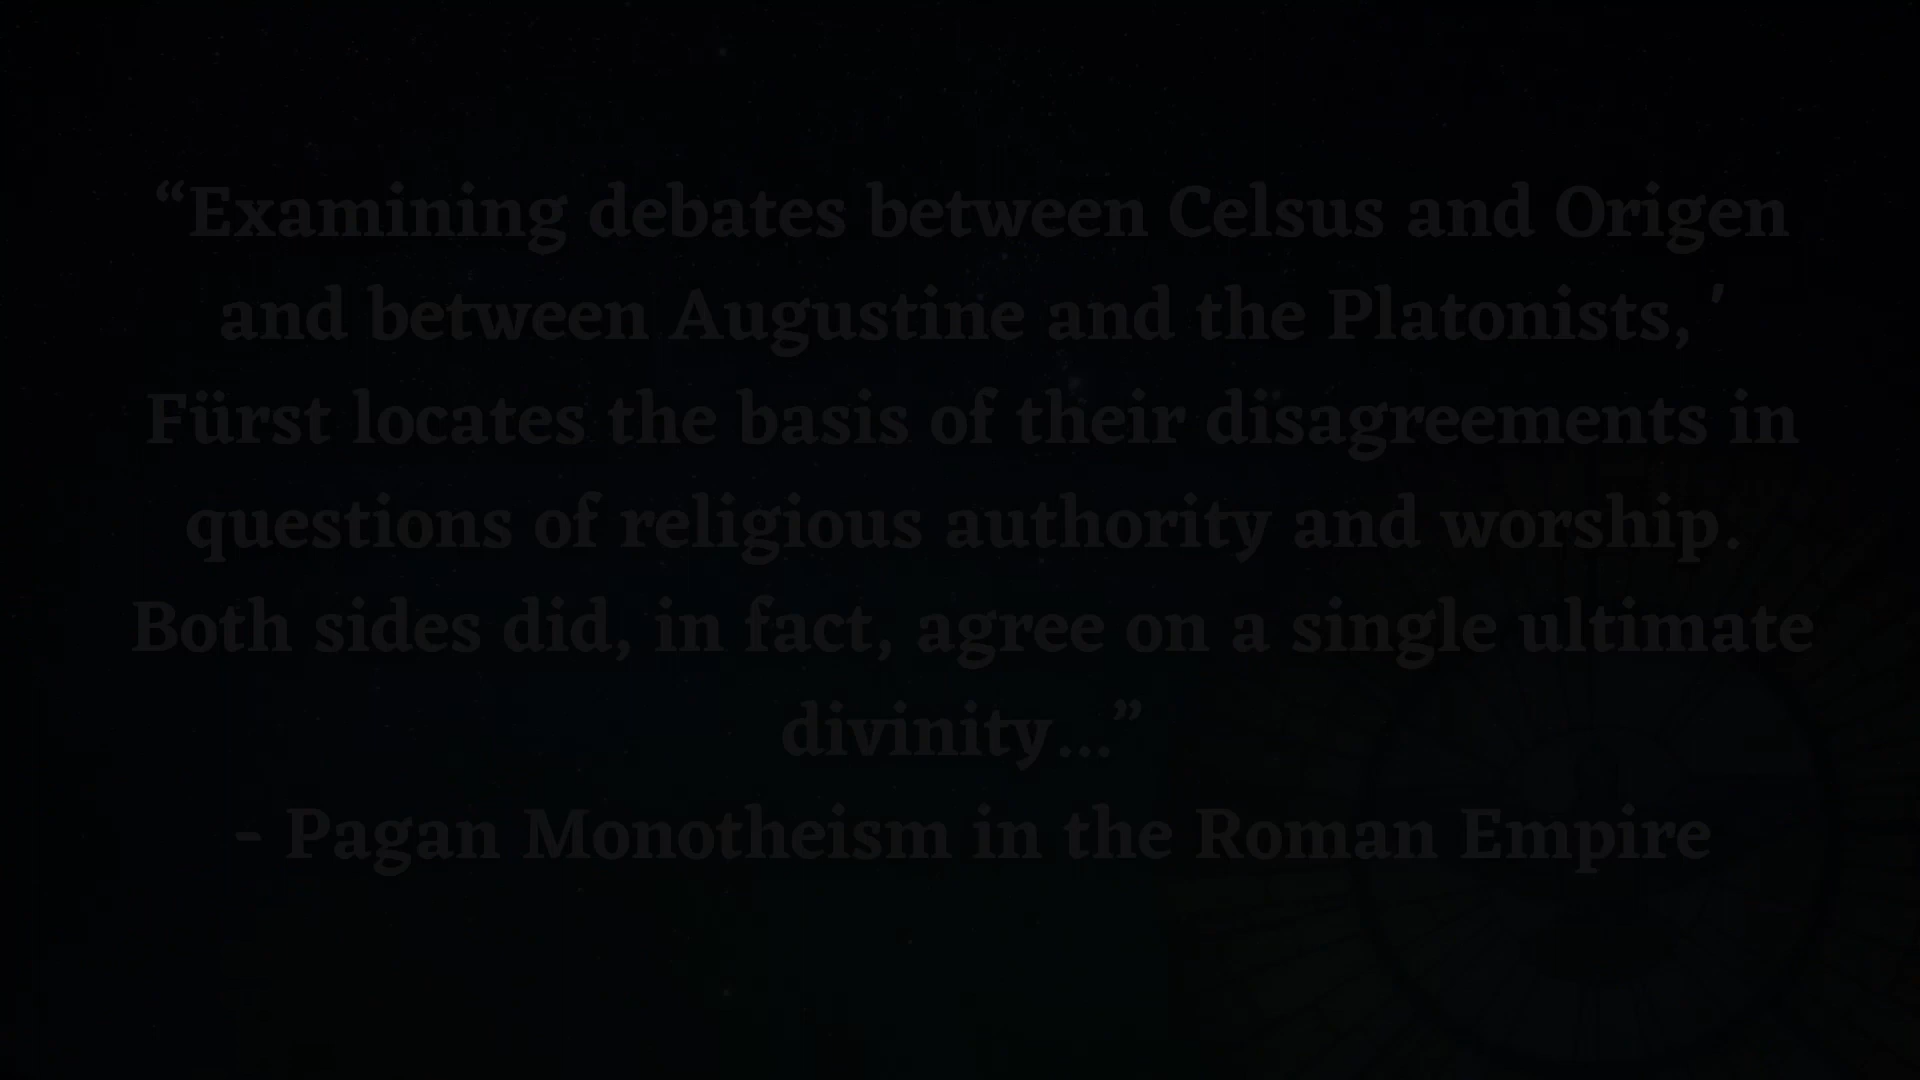 “Examining debates between Celsus and Origen
and between Augustine and the Platonists, '
Fürst locates the basis of their disagreements in
questions of religious authority and worship.
Both sides did, in fact, agree on a single ultimate
divinity...”
- Pagan Monotheism in the Roman Empire